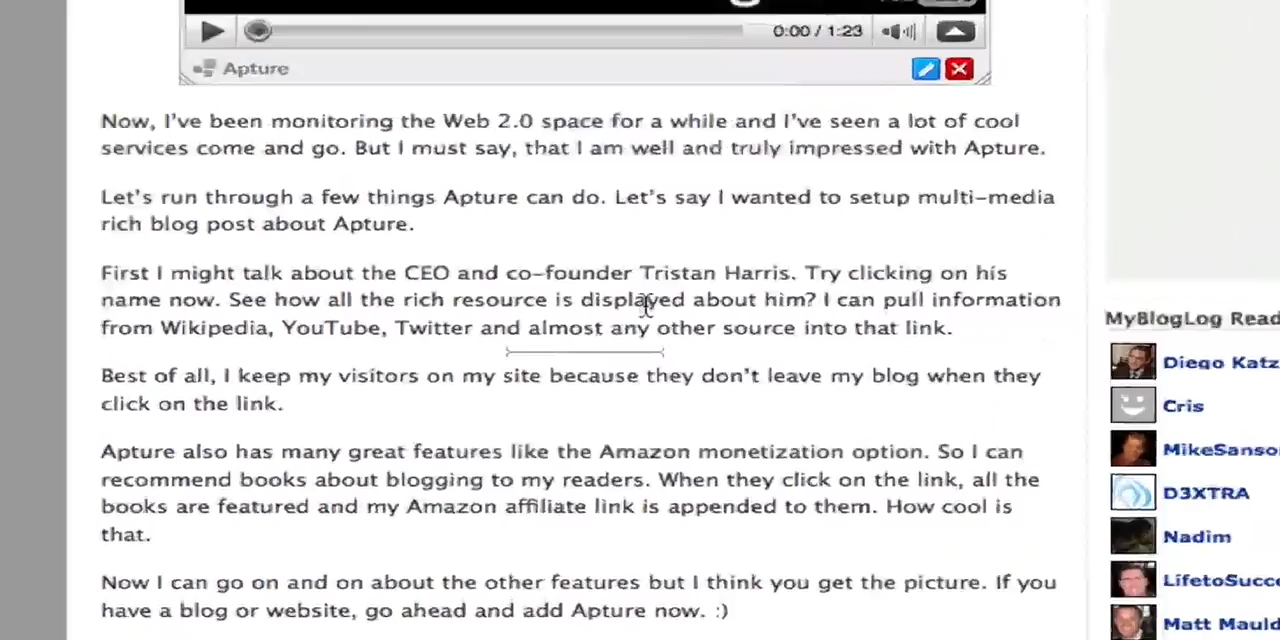 0:00 / 1:23
Apture
Now, I've been monitoring the Web 2.0 space for a while and I've seen a lot of cool
services come and go. But I must say, that I am well and truly impressed with Apture.
Let's run through a few things Apture can do. Let's say I wanted to setup multi-media
rich blog post about Apture.
First I might talk about the CEO and co-founder Tristan Harris. Try clicking on his
name now. See how all the rich resource is displayed about him? I can pull information
from Wikipedia, YouTube, Twitter and almost any other source into that link.
Best of all, I keep my visitors on my site because they don't leave my blog when they
click on the link.
Apture also has many great features like the Amazon monetization option. So I can
recommend books about blogging to my readers. When they click on the link, all the
books are featured and my Amazon affiliate link is appended to them. How cool is
that.
Now I can go on and on about the other features but I think you get the picture. If you
have a blog or website, go ahead and add Apture now. :)
MyBlogLog Read
Diego Katz
Cris
MikeSanso
D3XTRA
Nadim
LifetoSucc
Matt Mauld